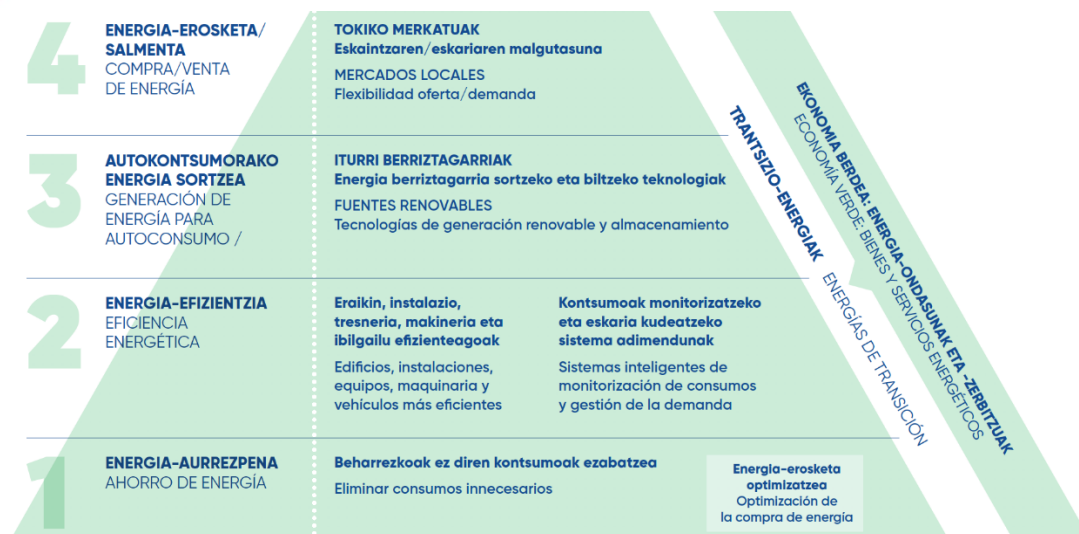 4
ENERGIA-EROSKETA/
SALMENTA
COMPRA/VENTA
DE ENERGÍA
TOKIKO MERKATUAK
Eskaintzaren/eskariaren malgutasuna
MERCADOS LOCALES
Flexibilidad oferta/demanda
3
AUTOKONTSUMORAKO
ENERGIA SORTZEA
GENERACIÓN DE
ENERGÍA PARA
AUTOCONSUMO /
ITURRI BERRIZTAGARRIAK
Energia berriztagarria sortzeko eta biltzeko teknologiak
FUENTES RENOVABLES
Tecnologías de generación renovable y almacenamiento
2
ENERGIA-EFIZIENTZIA
EFICIENCIA
ENERGÉTICA
Eraikin, instalazio,
tresneria, makineria eta
ibilgailu efizienteagoak
Edificios, instalaciones,
equipos, maquinaria y
vehículos más eficientes
Kontsumoak monitorizatzeko
eta eskaria kudeatzeko
sistema adimendunak
Sistemas inteligentes de
monitorización de consumos
y gestión de la demanda
1
ENERGIA-AURREZPENA
AHORRO DE ENERGÍA
Beharrezkoak ez diren kontsumoak ezabatzea
Eliminar consumos innecesarios
Energia-erosketa
optimizatzea
Optimización de
la compra de energía
TRANTSIZIO-ENERGIAK ENERGÍAS DE TRANSICIÓN
EKONOMIA BERDEA: ENERGIA-ONDASUNAK ETA -ZERBITZUAK
ECONOMÍA VERDE: BIENES Y SERVICIOS ENERGÉTICOS